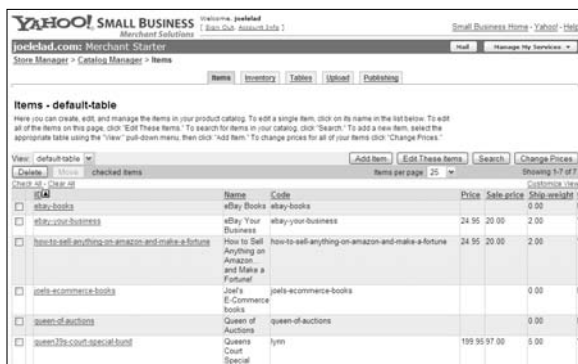 YAHOO! SMALL BUSINESS
Merchant Solutions
Welcome, joelelad
[Sign Out, Account Info]
Small Business Home - Yahoo! - Help
joelelad.com: Merchant Starter
Mail
Manage My Services
Store Manager > Catalog Manager > Items
Items Inventory Tables Upload Publishing
Items - default-table
Here you can create, edit, and manage the items in your product catalog. To edit a single item, click on its name in the list below. To edit
all of the items on this page, click "Edit These Items." To search for items in your catalog, click "Search." To add a new item, select the
appropriate table using the "View" pull-down menu, then click "Add Item." To change prices for all of your items click "Change Prices."
View: default-table Add Item Edit These Items Search Change Prices
Delete Move checked items Items per page 25 Showing 1-7 of 7
Check All - Clear All Customize View
ID Name Code Price Sale-price Ship-weight
ebay-books eBay Books ebay-books 0.00
ebay-your-business eBay Your Business ebay-your-business 24.95 20.00 2.00
how-to-sell-anything-on-amazon-and-make-a-fortune How to Sell Anything on Amazon... and Make a Fortune! how-to-sell-anything-on-amazon-and-make-a-fortune 24.95 20.00 2.00
joels-ecommerce-books Joel's E-Commerce books joels-ecommerce-books 0.00
queen-of-auctions Queen of Auctions queen-of-auctions 0.00
queen39s-court-special-bund Queens Court Special lynn 199.95 97.00 5.00